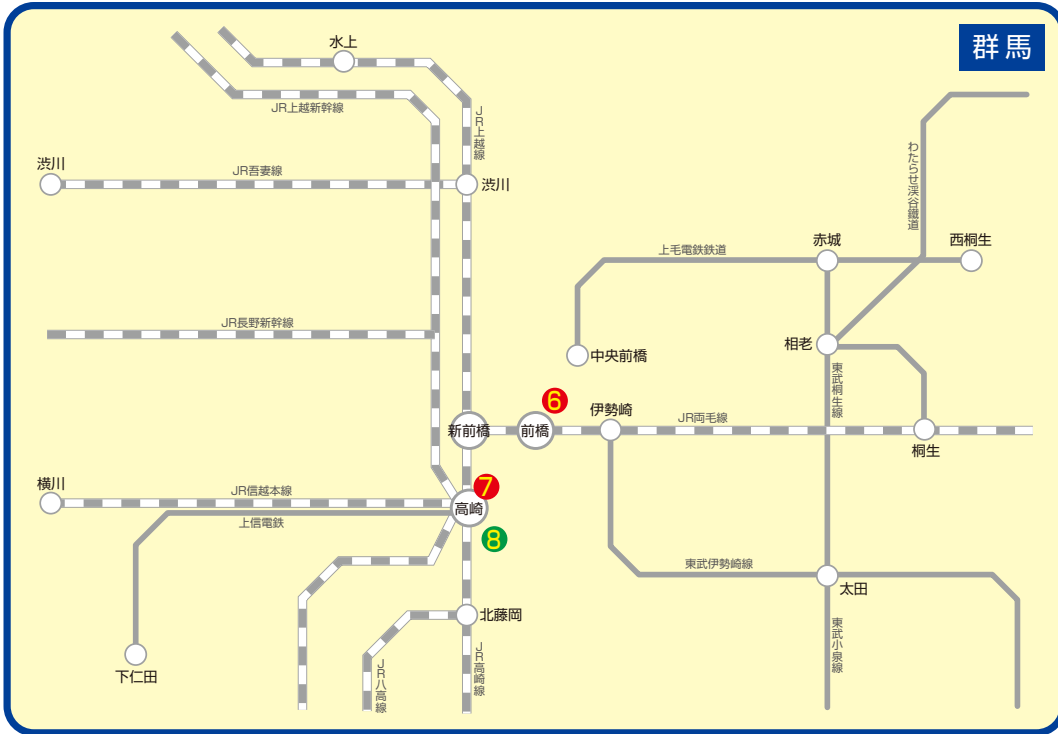 群馬
水上
JR上越新幹線
JR上越線
渋川
JR吾妻線
渋川
わたらせ渓谷鐵道
上毛電鉄鉄道
赤城
西桐生
JR長野新幹線
中央前橋
相老
東武桐生線
6
伊勢崎
JR両毛線
新前橋
前橋
桐生
横川
JR信越本線
7
高崎
上信電鉄
8
東武伊勢崎線
太田
北藤岡
下仁田
JR八高線
JR高崎線
東武小泉線